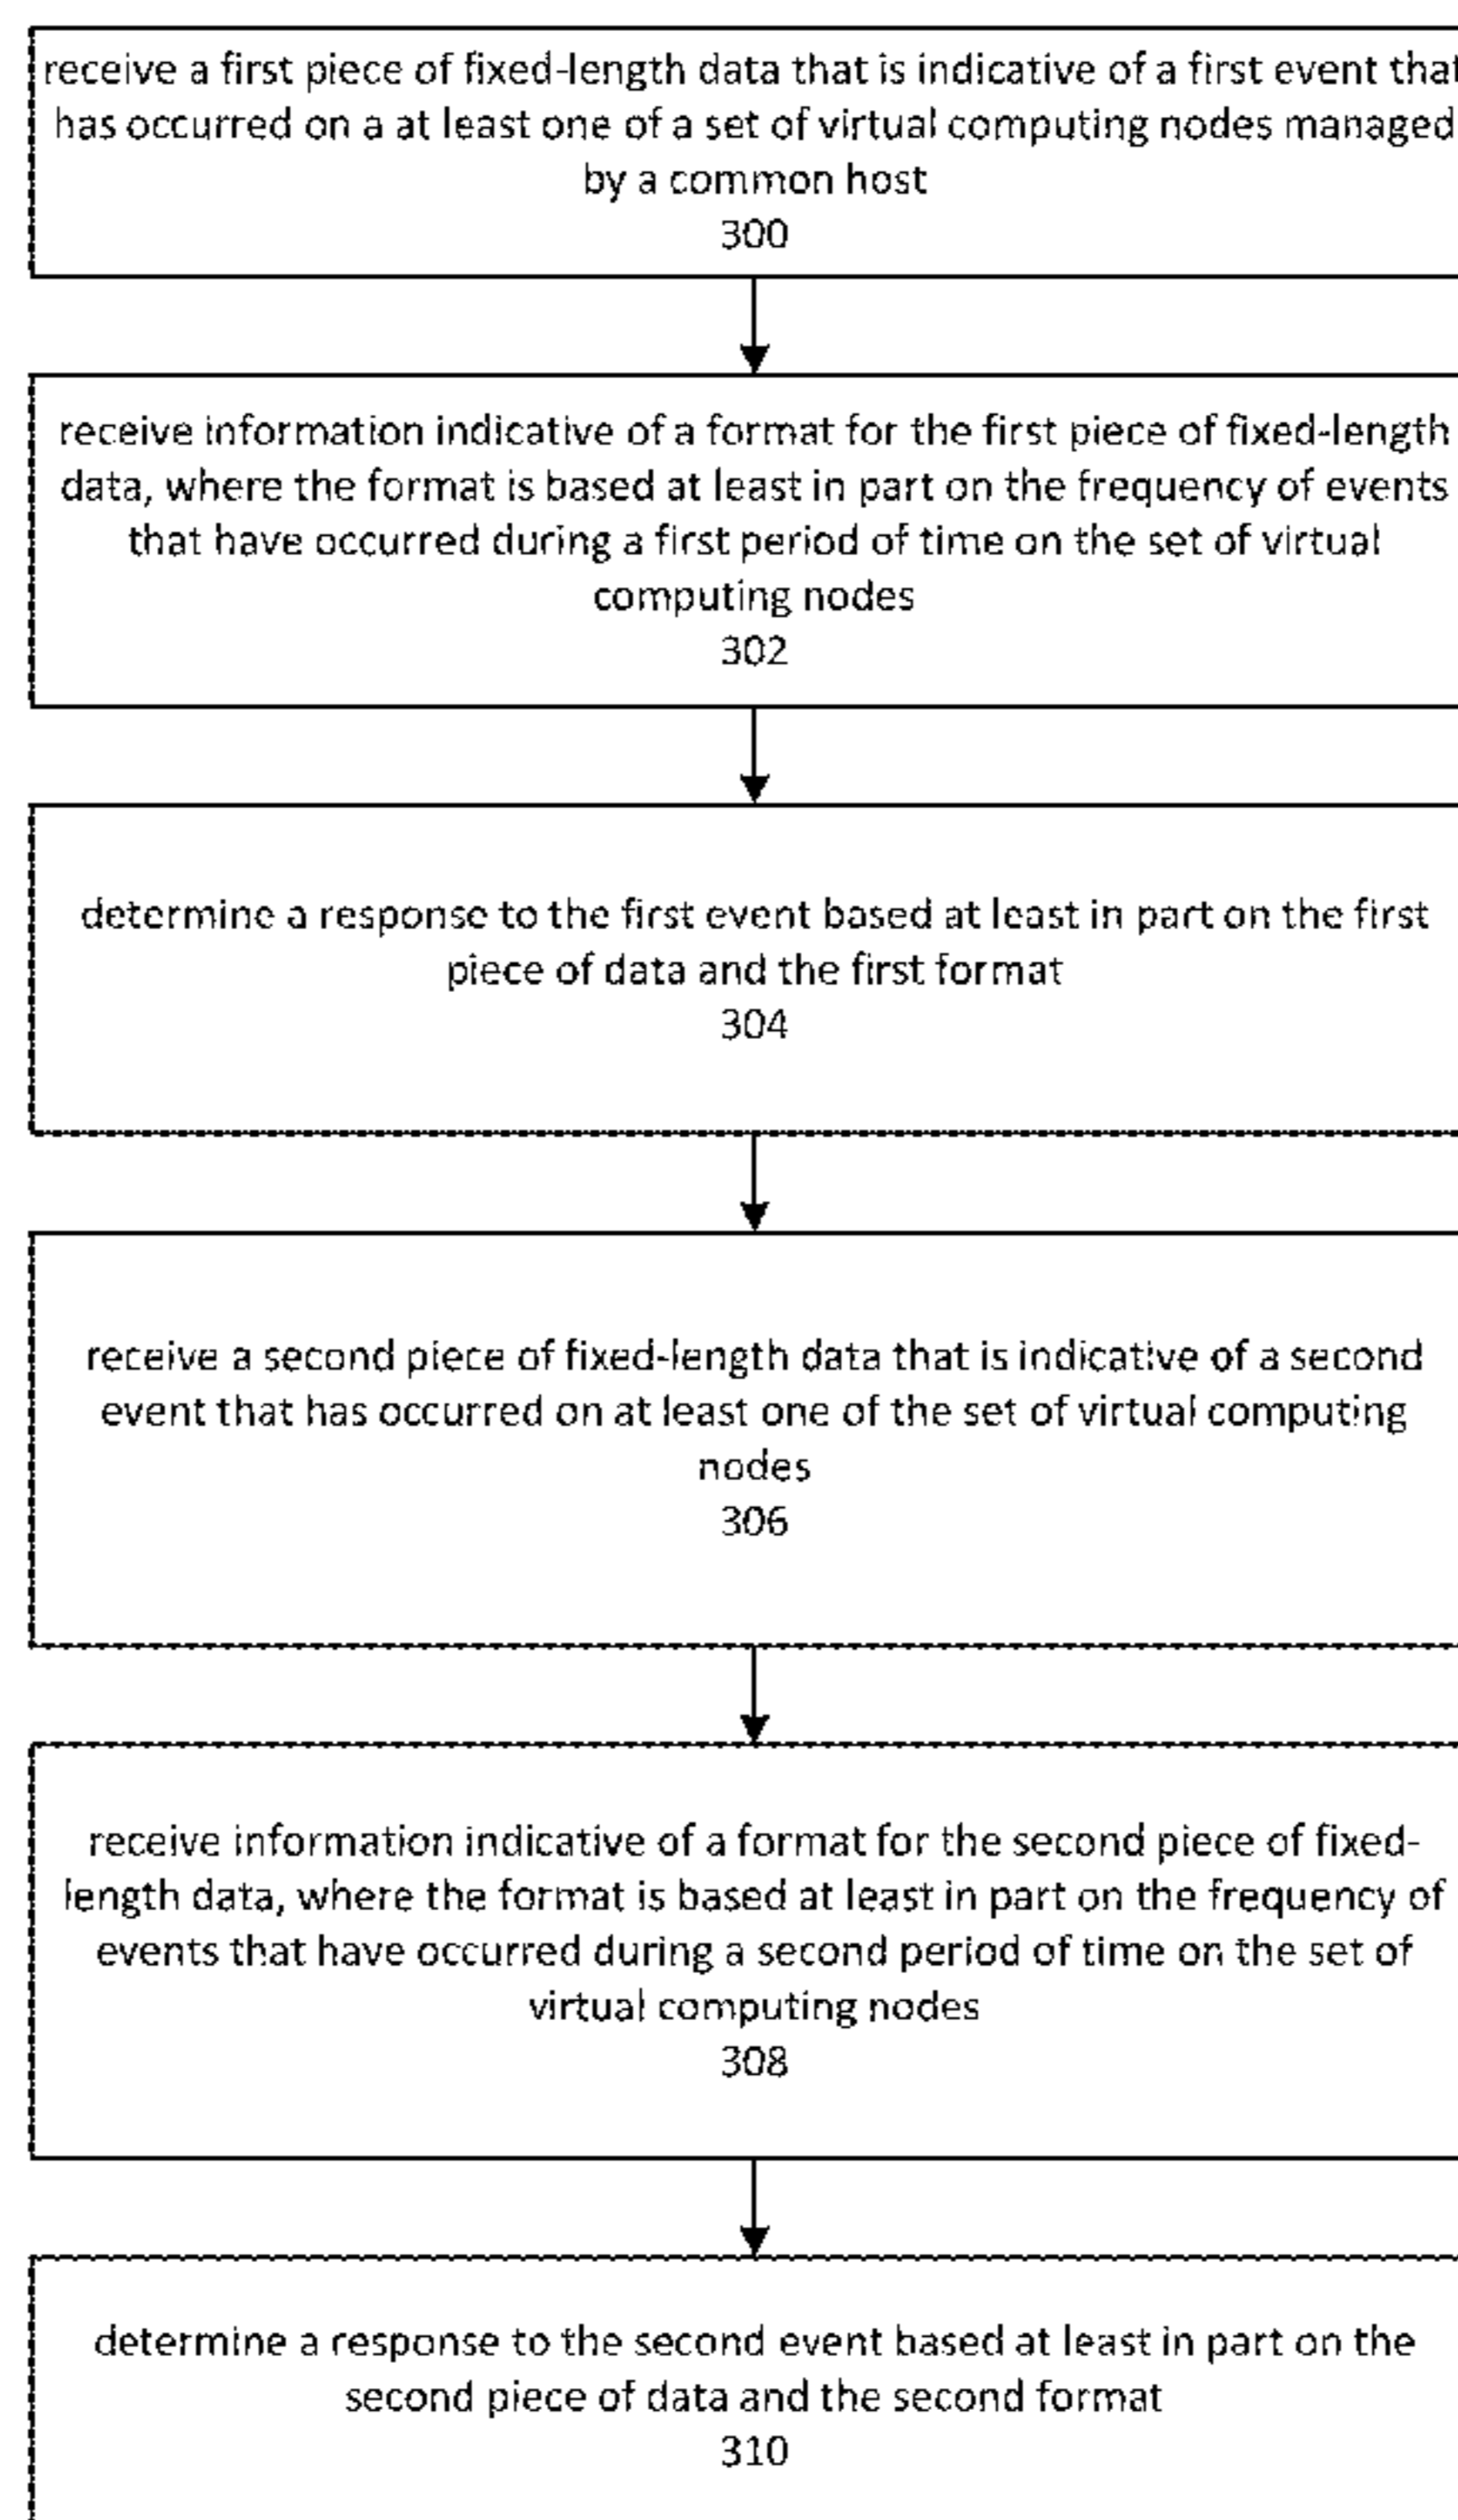 receive a first piece of fixed-length data that is indicative of a first event that
has occurred on a at least one of a set of virtual computing nodes managed
by a common host
300
receive information indicative of a format for the first piece of fixed-length
data, where the format is based at least in part on the frequency of events
that have occurred during a first period of time on the set of virtual
computing nodes
302
determine a response to the first event based at least in part on the first
piece of data and the first format
304
receive a second piece of fixed-length data that is indicative of a second
event that has occurred on at least one of the set of virtual computing
nodes
306
receive information indicative of a format for the second piece of fixed-
length data, where the format is based at least in part on the frequency of
events that have occurred during a second period of time on the set of
virtual computing nodes
308
determine a response to the second event based at least in part on the
second piece of data and the second format
310